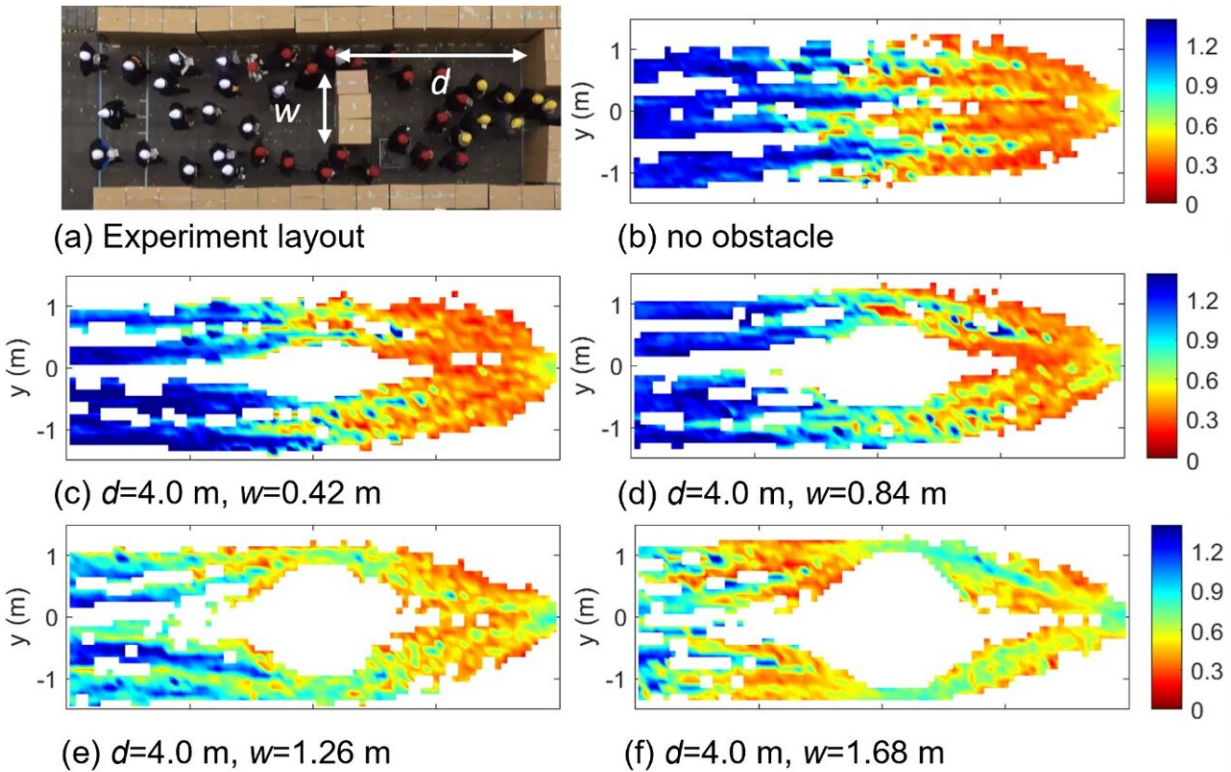 w
d
y (m)
1
0
-1
1.2
0.9
0.6
0.3
0
(a) Experiment layout
(b) no obstacle
y (m)
1
0
-1
y (m)
1
0
-1
1.2
0.9
0.6
0.3
0
(c) d=4.0 m, w=0.42 m
(d) d=4.0 m, w=0.84 m
y (m)
1
0
-1
y (m)
1
0
-1
1.2
0.9
0.6
0.3
0
(e) d=4.0 m, w=1.26 m
(f) d=4.0 m, w=1.68 m